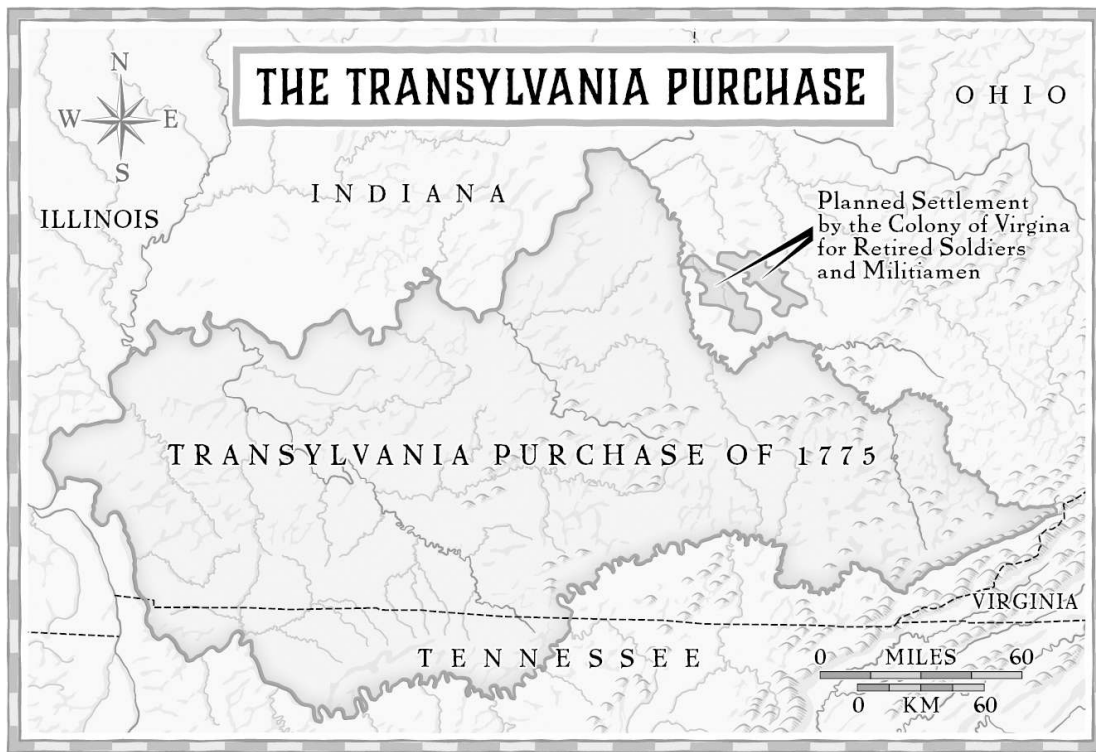 THE TRANSYLVANIA PURCHASE
N
W E
S
OHIO
INDIANA
ILLINOIS
Planned Settlement
by the Colony of Virgina
for Retired Soldiers
and Militiamen
TRANSYLVANIA PURCHASE OF 1775
VIRGINIA
TENNESSEE
0 MILES 60
0 KM 60